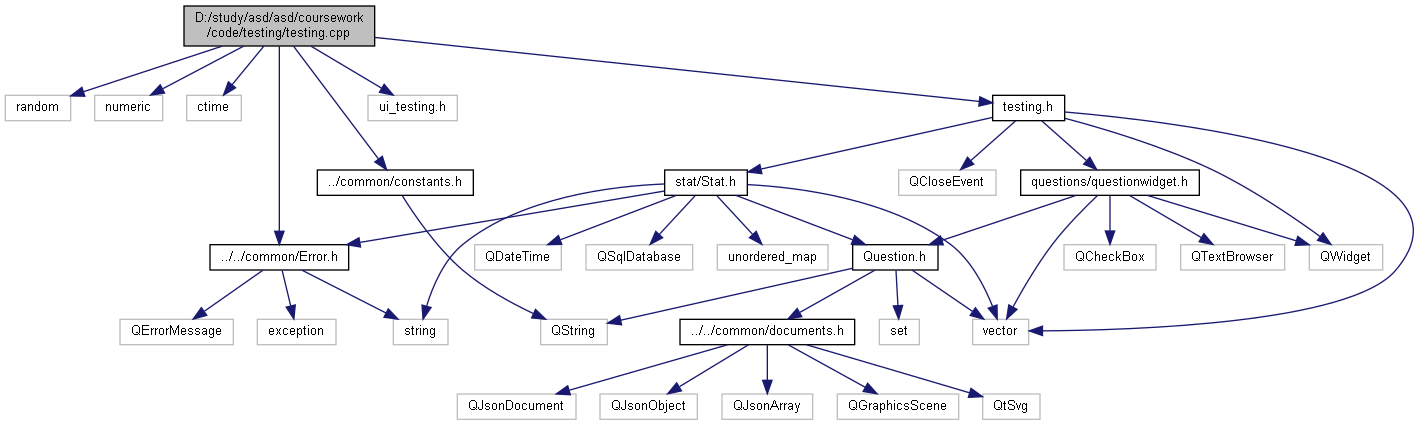 D:/study/asd/asd/coursework
/code/testing/testing.cpp
random
numeric
ctime
ui_testing.h
testing.h
../common/constants.h
stat/Stat.h
QCloseEvent
questions/questionwidget.h
../../common/Error.h
QDateTime
QSqlDatabase
unordered_map
Question.h
QCheckBox
QTextBrowser
QWidget
QErrorMessage
exception
string
QString
../../common/documents.h
set
vector
QJsonDocument
QJsonObject
QJsonArray
QGraphicsScene
QtSvg